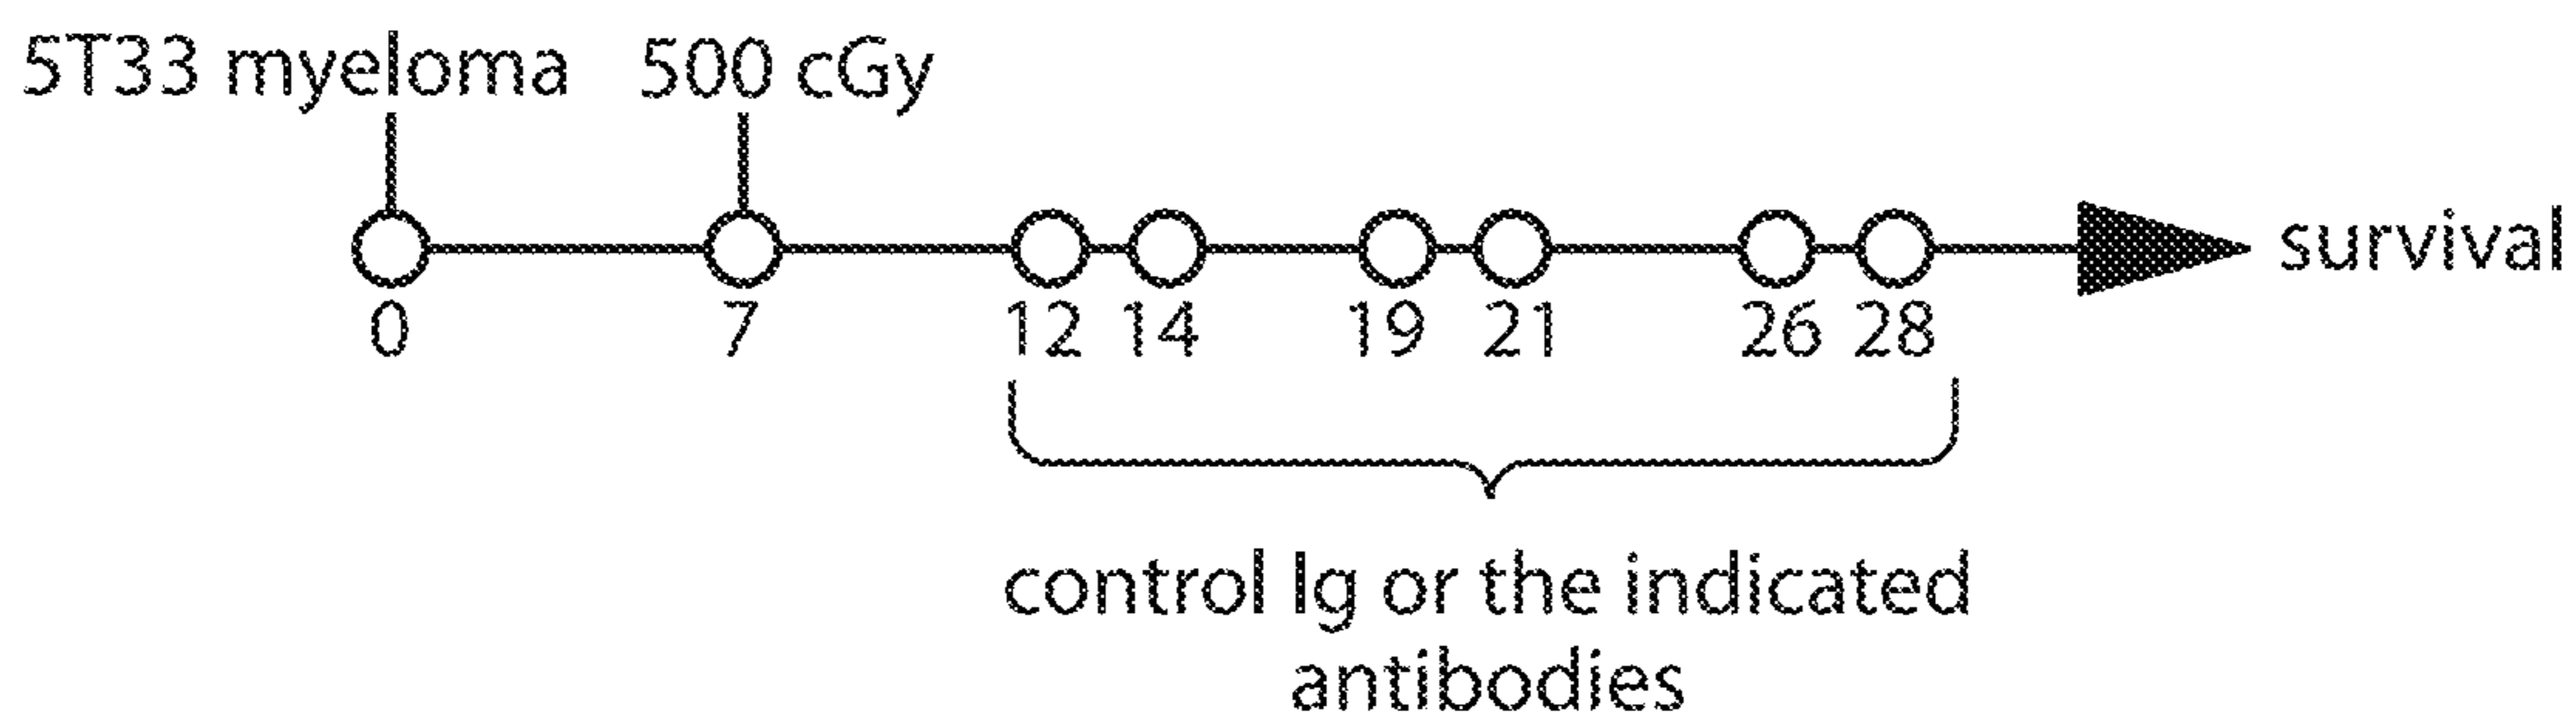 5T33 myeloma 500 cGy
survival
0 7 12 14 19 21 26 28
control Ig or the indicated
antibodies